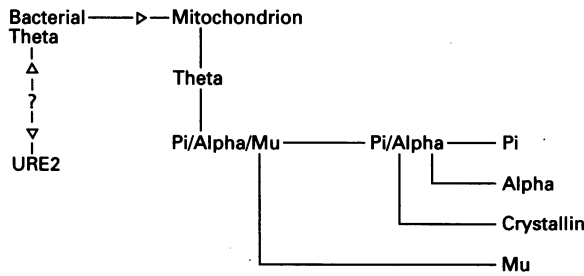 Bacterial Theta
Mitochondrion
Theta
?
URE2
Pi/Alpha/Mu
Pi/Alpha
Pi
Alpha
Crystallin
Mu